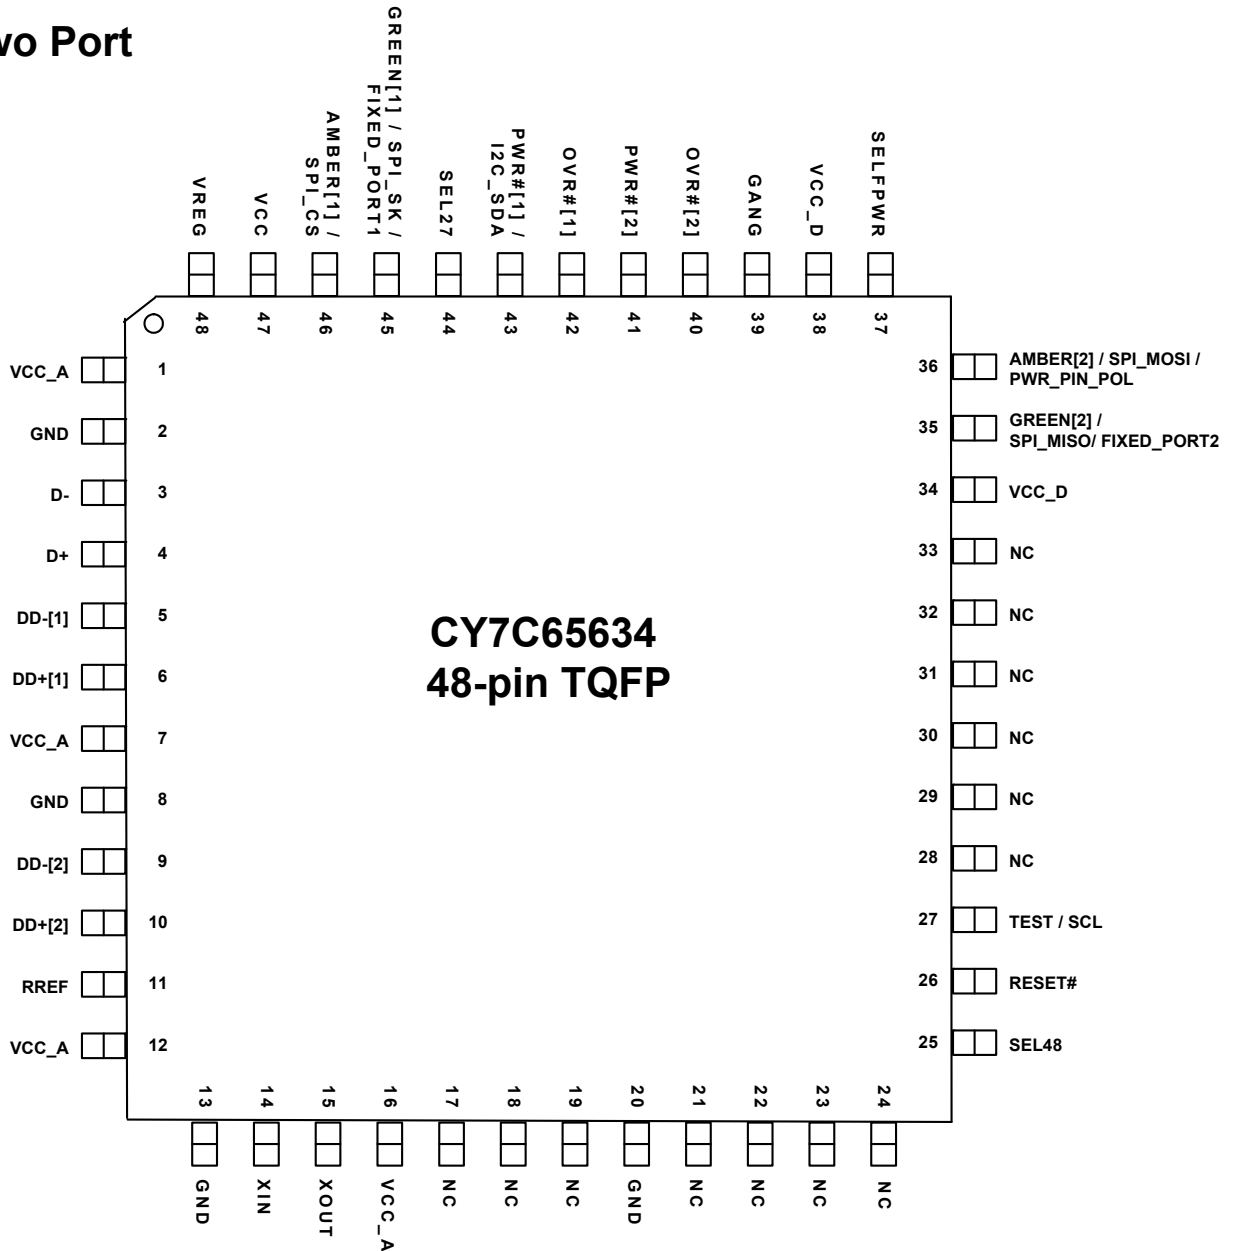 wo Port
VREG
VCC
AMBER[1] /
SPI_CS
GREEN[1] / SPI_SK /
FIXED_PORT1
SEL27
PWR#[1] /
I2C_SDA
OVR#[1]
PWR#[2]
OVR#[2]
GANG
VCC_D
SELFPWR
48
47
46
45
44
43
42
41
40
39
38
37
VCC_A 1
GND 2
D- 3
D+ 4
DD-[1] 5
DD+[1] 6
VCC_A 7
GND 8
DD-[2] 9
DD+[2] 10
RREF 11
VCC_A 12
CY7C65634
48-pin TQFP
36 AMBER[2] / SPI_MOSI /
PWR_PIN_POL
35 GREEN[2] /
SPI_MISO/ FIXED_PORT2
34 VCC_D
33 NC
32 NC
31 NC
30 NC
29 NC
28 NC
27 TEST / SCL
26 RESET#
25 SEL48
13
14
15
16
17
18
19
20
21
22
23
24
GND
XIN
XOUT
VCC_A
NC
NC
NC
GND
NC
NC
NC
NC